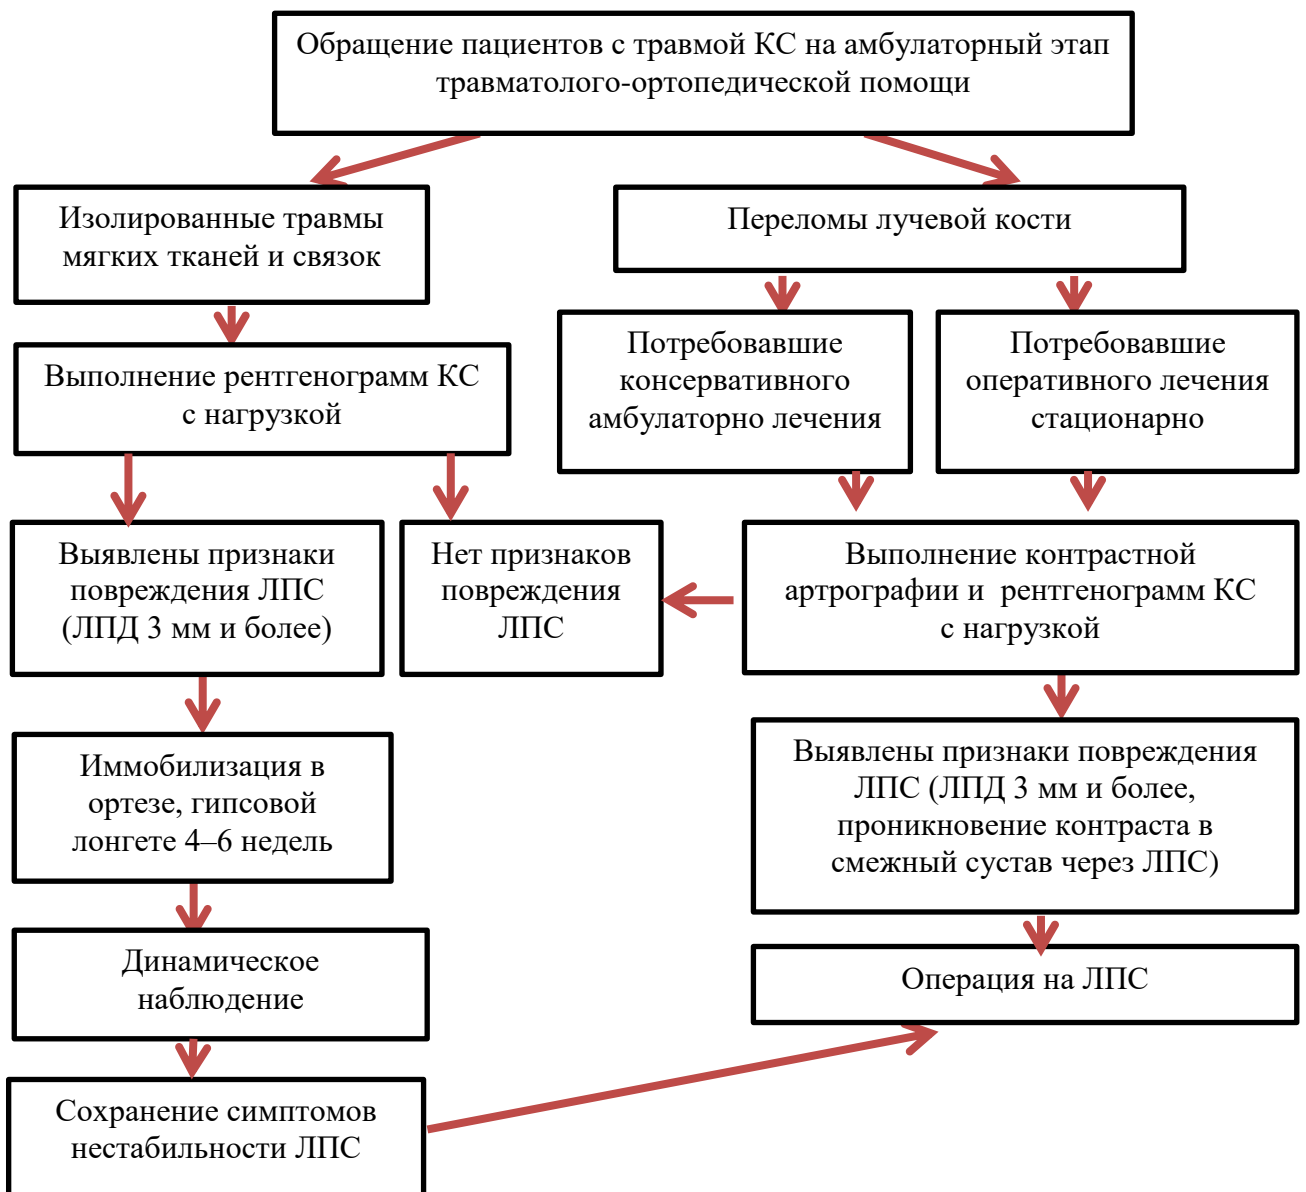 Обращение пациентов с травмой КС на амбулаторный этап
травматолого-ортопедической помощи
Изолированные травмы
мягких тканей и связок
Переломы лучевой кости
Выполнение рентгенограмм КС
с нагрузкой
Потребовавшие
консервативного
амбулаторно лечения
Потребовавшие
оперативного лечения
стационарно
Выявлены признаки
повреждения ЛПС
(ЛПД 3 мм и более)
Нет признаков
повреждения
ЛПС
Выполнение контрастной
артрографии и рентгенограмм КС
с нагрузкой
Иммобилизация в
ортезе, гипсовой
лонгете 4–6 недель
Выявлены признаки повреждения
ЛПС (ЛПД 3 мм и более,
проникновение контраста в
смежный сустав через ЛПС)
Динамическое
наблюдение
Операция на ЛПС
Сохранение симптомов
нестабильности ЛПС